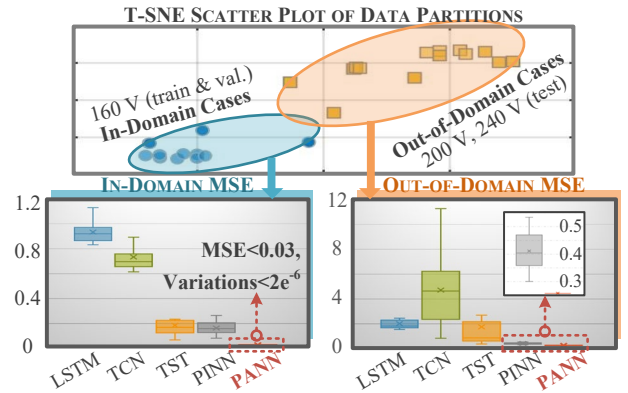 T-SNE SCATTER PLOT OF DATA PARTITIONS
160 V (train & val.)
In-Domain Cases
Out-of-Domain Cases
200 V, 240 V (test)
IN-DOMAIN MSE
1.2
0.8
0.4
0
MSE<0.03,
Variations<2e-6
LSTM
TCN
TST
PINN
PANN
OUT-OF-DOMAIN MSE
12
8
4
0
0.5
0.4
0.3
LSTM
TCN
TST
PINN
PANN